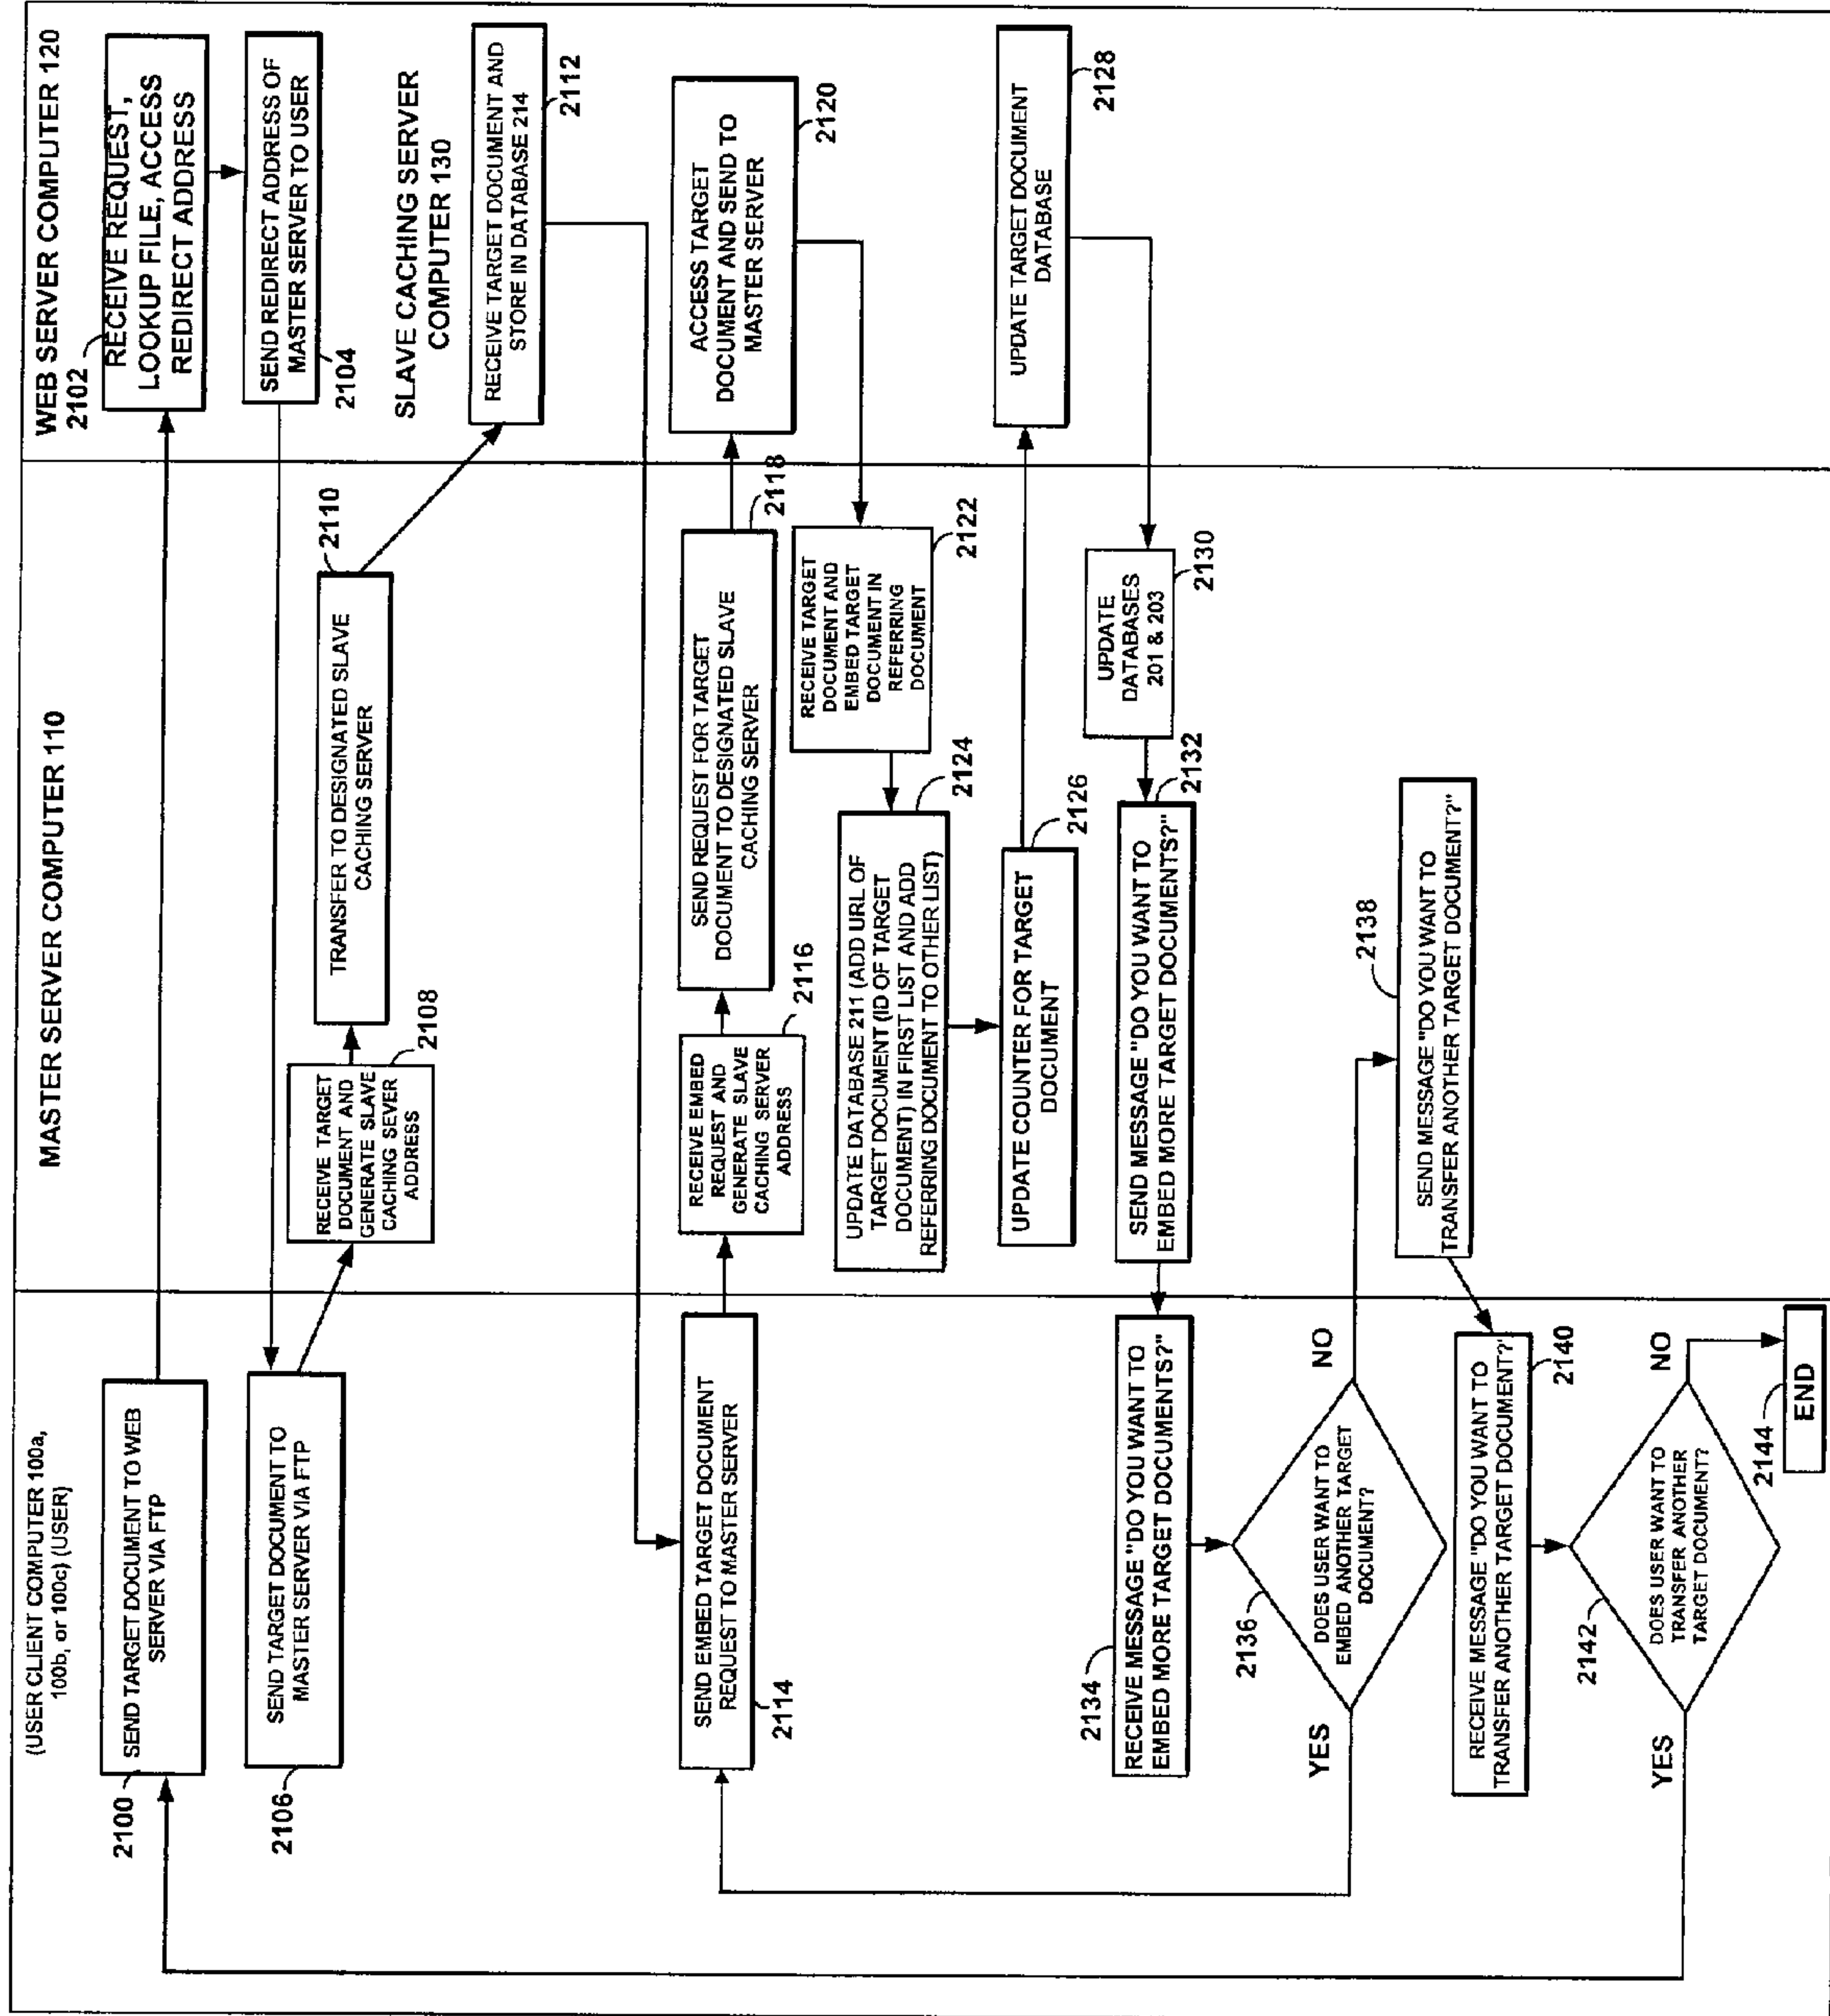 (USER CLIENT COMPUTER 100a,
100b, or 100c) (USER)
MASTER SERVER COMPUTER 110
WEB SERVER COMPUTER 120
2100
SEND TARGET DOCUMENT TO WEB
SERVER VIA FTP
2102
RECEIVE REQUEST,
LOOKUP FILE, ACCESS
REDIRECT ADDRESS
SEND REDIRECT ADDRESS OF
MASTER SERVER TO USER
2104
2106
SEND TARGET DOCUMENT TO
MASTER SERVER VIA FTP
RECEIVE TARGET
DOCUMENT AND
GENERATE SLAVE
CACHING SEVER
ADDRESS
2108
TRANSFER TO DESIGNATED SLAVE
CACHING SERVER
2110
SLAVE CACHING SERVER
COMPUTER 130
RECEIVE TARGET DOCUMENT AND
STORE IN DATABASE 214
2112
SEND EMBED TARGET DOCUMENT
REQUEST TO MASTER SERVER
2114
RECEIVE EMBED
REQUEST AND
GENERATE SLAVE
CACHING SERVER
ADDRESS
2116
SEND REQUEST FOR TARGET
DOCUMENT TO DESIGNATED SLAVE
CACHING SERVER
2118
ACCESS TARGET
DOCUMENT AND SEND TO
MASTER SERVER
2120
RECEIVE TARGET
DOCUMENT AND
EMBED TARGET
DOCUMENT IN
REFERRING
DOCUMENT
2122
UPDATE DATABASE 211 (ADD URL OF
TARGET DOCUMENT (ID OF TARGET
DOCUMENT) IN FIRST LIST AND ADD
REFERRING DOCUMENT TO OTHER LIST)
2124
UPDATE COUNTER FOR TARGET
DOCUMENT
2126
UPDATE TARGET DOCUMENT
DATABASE
2128
UPDATE
DATABASES
201 & 203
2130
SEND MESSAGE "DO YOU WANT TO
EMBED MORE TARGET DOCUMENTS?"
2132
2134
RECEIVE MESSAGE "DO YOU WANT TO
EMBED MORE TARGET DOCUMENTS?"
2136
DOES USER WANT TO
EMBED ANOTHER TARGET
DOCUMENT?
YES
NO
2138
SEND MESSAGE "DO YOU WANT TO
TRANSFER ANOTHER TARGET DOCUMENT?"
RECEIVE MESSAGE "DO YOU WANT TO
TRANSFER ANOTHER TARGET DOCUMENT?"
2140
2142
DOES USER WANT TO
TRANSFER ANOTHER
TARGET DOCUMENT?
YES
NO
2144
END